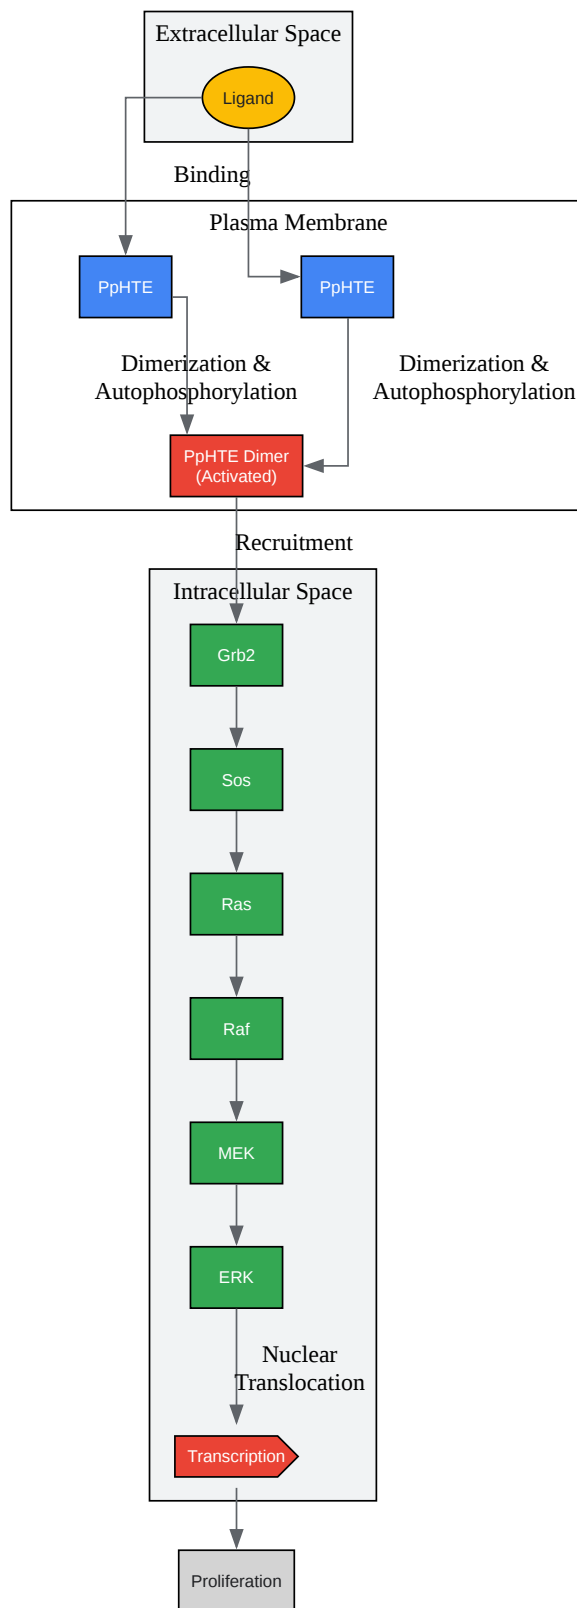 Extracellular Space
Ligand
Binding
Plasma Membrane
PpHTE
PpHTE
Dimerization &
Autophosphorylation
Dimerization &
Autophosphorylation
PpHTE Dimer
(Activated)
Recruitment
Intracellular Space
Grb2
Sos
Ras
Raf
MEK
ERK
Nuclear
Translocation
Transcription
Proliferation